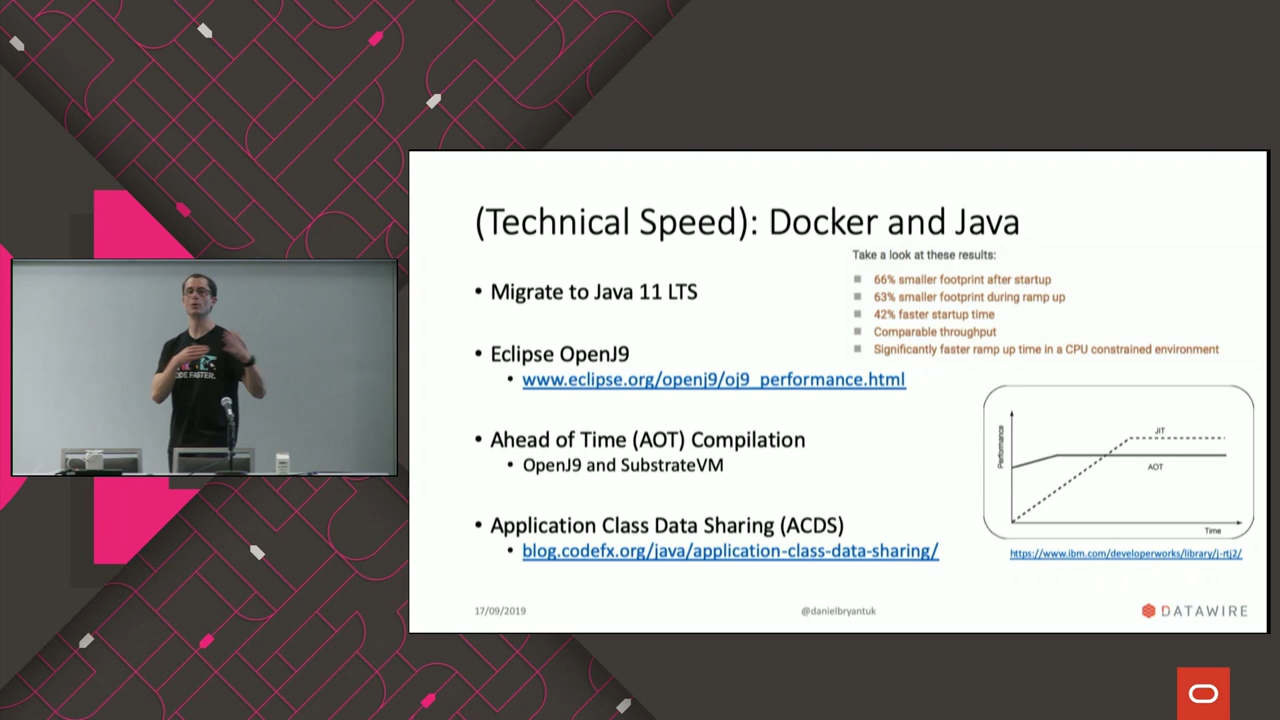 (Technical Speed): Docker and Java
Take a look at these results:
66% smaller footprint after startup
63% smaller footprint during ramp up
42% faster startup time
Comparable throughput
Significantly faster ramp up time in a CPU constrained environment
• Migrate to Java 11 LTS
• Eclipse OpenJ9
• www.eclipse.org/openj9/oj9_performance.html
• Ahead of Time (AOT) Compilation
• OpenJ9 and SubstrateVM
• Application Class Data Sharing (ACDS)
• blog.codefx.org/java/application-class-data-sharing/
Performance
JIT
AOT
Time
https://www.ibm.com/developerworks/library/j-rtj2/
17/09/2019
@danielbryantuk
DATAWIRE
ODE FASTER.